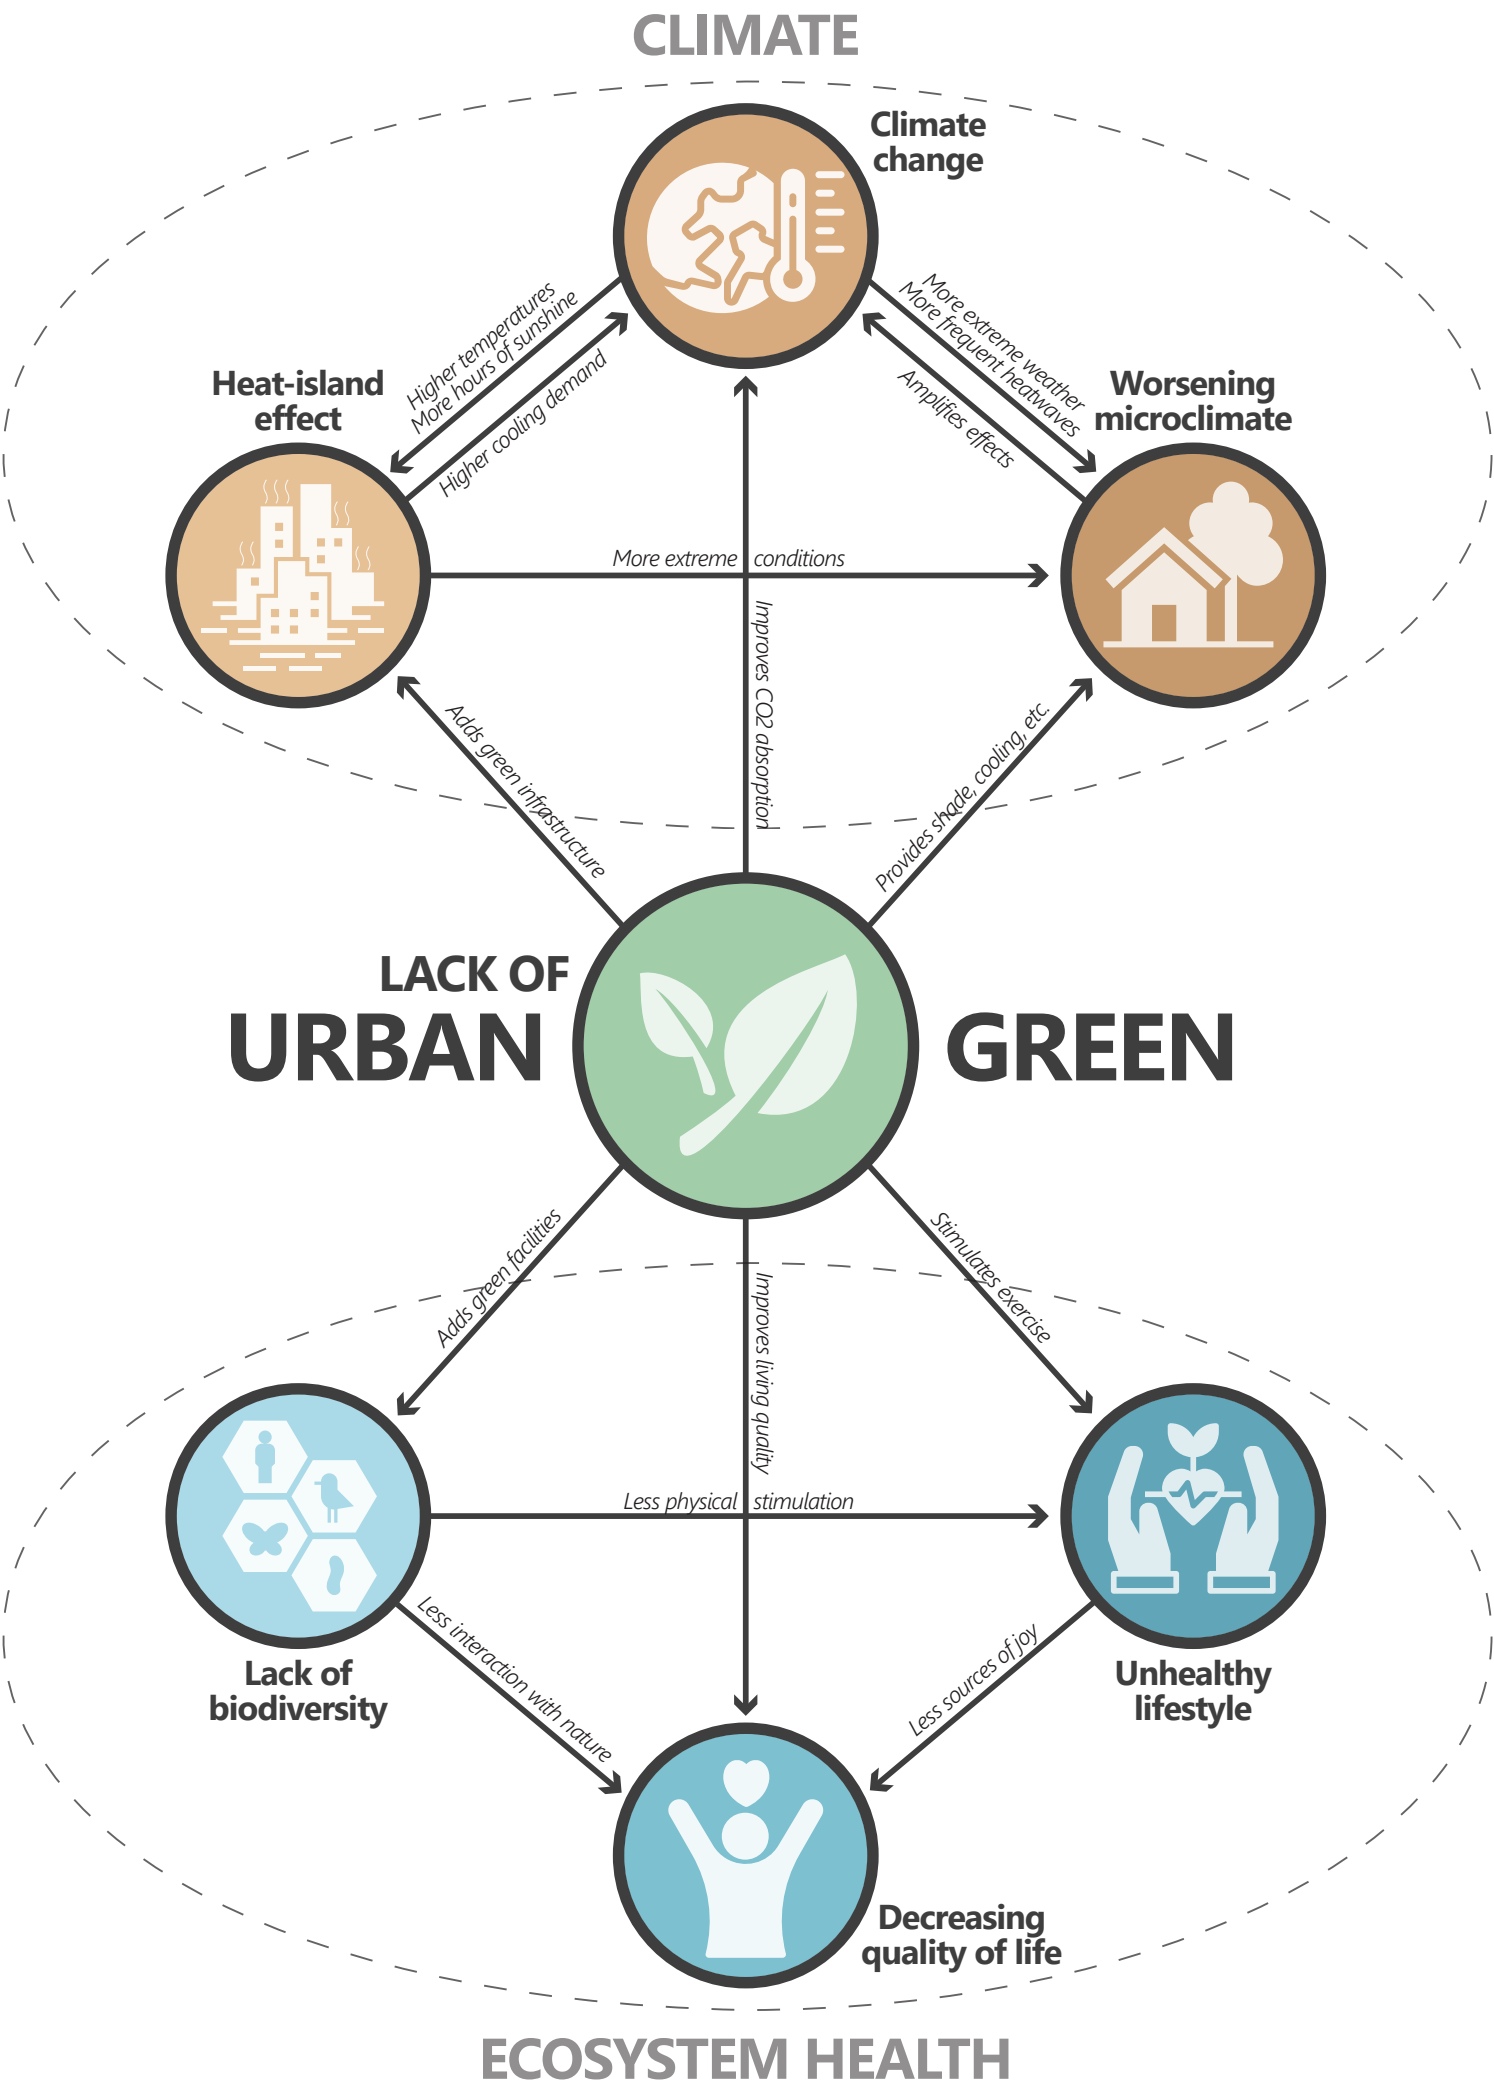 CLIMATE
Climate
change
Higher temperatures
More hours of sunshine
Higher cooling demand
More extreme weather
More frequent heatwaves
Amplifies effects
Heat-island
effect
Worsening
microclimate
More extreme conditions
Improves CO2 absorption
Adds green infrastructure
Provides shade, cooling, etc.
LACK OF
URBAN GREEN
Adds green facilities
Improves living quality
Stimulates exercise
Less physical stimulation
Less interaction with nature
Less sources of joy
Lack of
biodiversity
Unhealthy
lifestyle
Decreasing
quality of life
ECOSYSTEM HEALTH